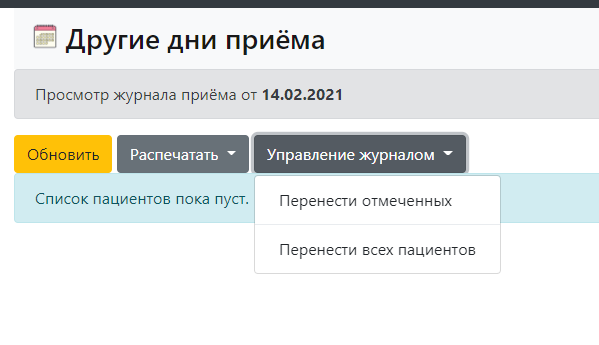 Другие дни приёма
Просмотр журнала приёма от 14.02.2021
Обновить Распечатать Управление журналом
Список пациентов пока пуст.
Перенести отмеченных
Перенести всех пациентов